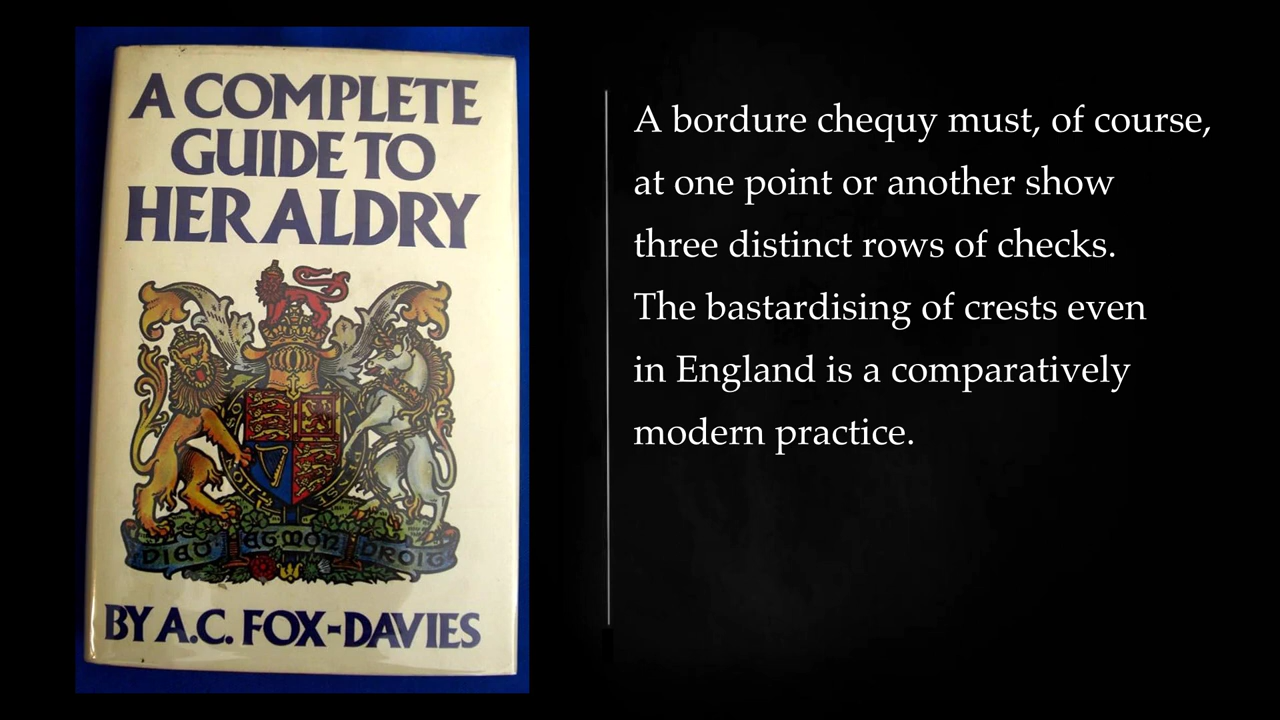 A COMPLETE
GUIDE TO
HERALDRY
DIEU ET MON DROIT
BY A.C. FOX-DAVIES
A bordure chequy must, of course,
at one point or another show
three distinct rows of checks.
The bastardising of crests even
in England is a comparatively
modern practice.